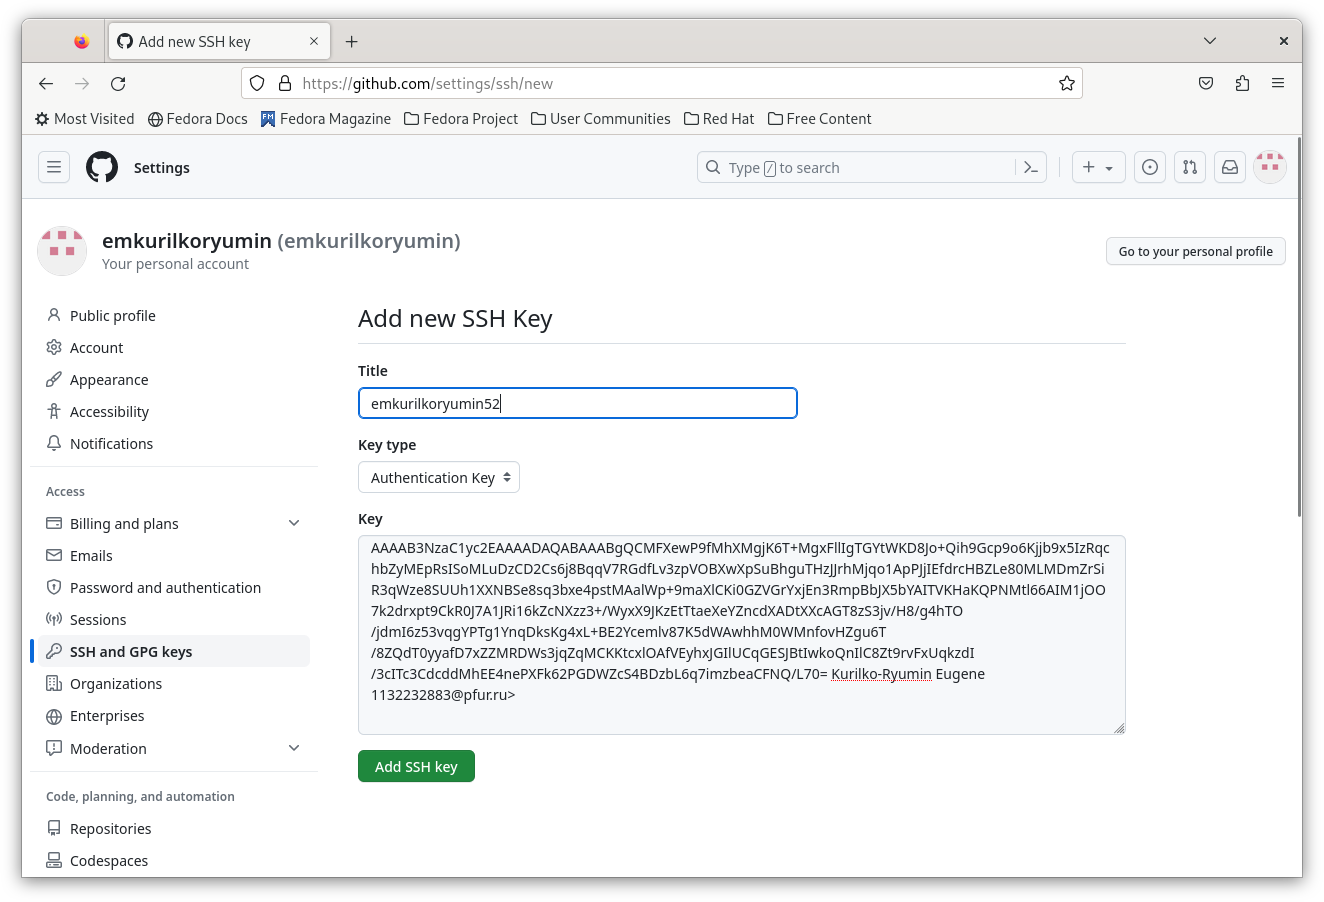 Add new SSH key
https://github.com/settings/ssh/new
Most Visited Fedora Docs Fedora Magazine Fedora Project User Communities Red Hat Free Content
Settings
Type / to search
emkurilkoryumin (emkurilkoryumin)
Your personal account
Go to your personal profile
Public profile
Account
Appearance
Accessibility
Notifications
Access
Billing and plans
Emails
Password and authentication
Sessions
SSH and GPG keys
Organizations
Enterprises
Moderation
Code, planning, and automation
Repositories
Codespaces
Add new SSH Key
Title
emkurilkoryumin52
Key type
Authentication Key
Key
AAAAB3NzaC1yc2EAAAADAQABAAABgQCMFXewP9fMhXMgjK6T+MgxFllIgTGYtWKD8Jo+Qih9Gcp9o6Kjjb9x5IzRqc
hbZyMEpRsISoMLuDzCD2Cs6j8BqqV7RGdfLv3zpVOBXwXpSuBhguTHzJJrhMjqo1ApPJjIEfdrcHBZLe80MLMDmZrSi
R3qWze8SUUh1XXNBSe8sq3bxe4pstMAalWp+9maXlCKi0GZVGrYxjEn3RmpBbJX5bYAITVKHaKQPNMtl66AIM1jOO
7k2drxpt9CkR0J7A1JRi16kZcNXzz3+/WyxX9JKzEtTtaeXeYZncdXADtXXcAGT8zS3jv/H8/g4hTO
/jdmI6z53vqgYPTg1YnqDksKg4xL+BE2Ycemlv87K5dWAwhhM0WMnfovHZgu6T
/8ZQdT0yyafD7xZZMRDWs3jqZqMCKKtcxlOAfVEyhxJGIlUCqGESJBtIwkoQnIlC8Zt9rvFxUqkzdI
/3cITc3CdcddMhEE4nePXFk62PGDWZcS4BDzbL6q7imzbeaCFNQ/L70= Kurilko-Ryumin Eugene
1132232883@pfur.ru>
Add SSH key